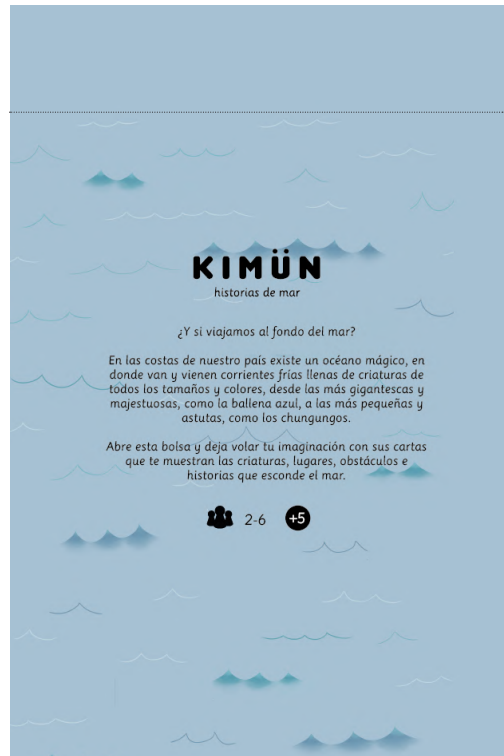 KIMÜN
historias de mar
¿Y si viajamos al fondo del mar?
En las costas de nuestro país existe un océano mágico, en
donde van y vienen corrientes frías llenas de criaturas de
todos los tamaños y colores, desde las más gigantescas y
majestuosas, como la ballena azul, a las más pequeñas y
astutas, como los chungungos.
Abre esta bolsa y deja volar tu imaginación con sus cartas
que te muestran las criaturas, lugares, obstáculos e
historias que esconde el mar.
2-6 +5